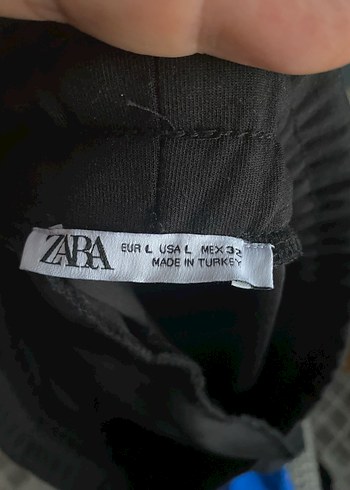 ZARA
EUR L USA L MEX 32
MADE IN TURKEY